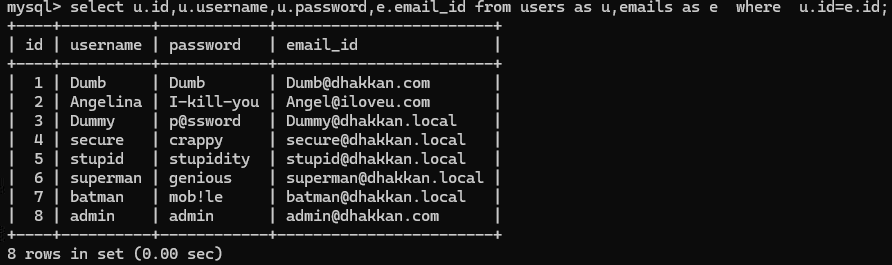 mysql> select u.id,u.username,u.password,e.email_id from users as u,emails as e  where  u.id=e.id;
+----+----------+------------+------------------------+
| id | username | password   | email_id               |
+----+----------+------------+------------------------+
|  1 | Dumb     | Dumb       | Dumb@dhakkan.com       |
|  2 | Angelina | I-kill-you | Angel@iloveu.com       |
|  3 | Dummy    | p@ssword   | Dummy@dhakkan.local    |
|  4 | secure   | crappy     | secure@dhakkan.local   |
|  5 | stupid   | stupidity  | stupid@dhakkan.local   |
|  6 | superman | genious    | superman@dhakkan.local |
|  7 | batman   | mob!le     | batman@dhakkan.local   |
|  8 | admin    | admin      | admin@dhakkan.com      |
+----+----------+------------+------------------------+
8 rows in set (0.00 sec)